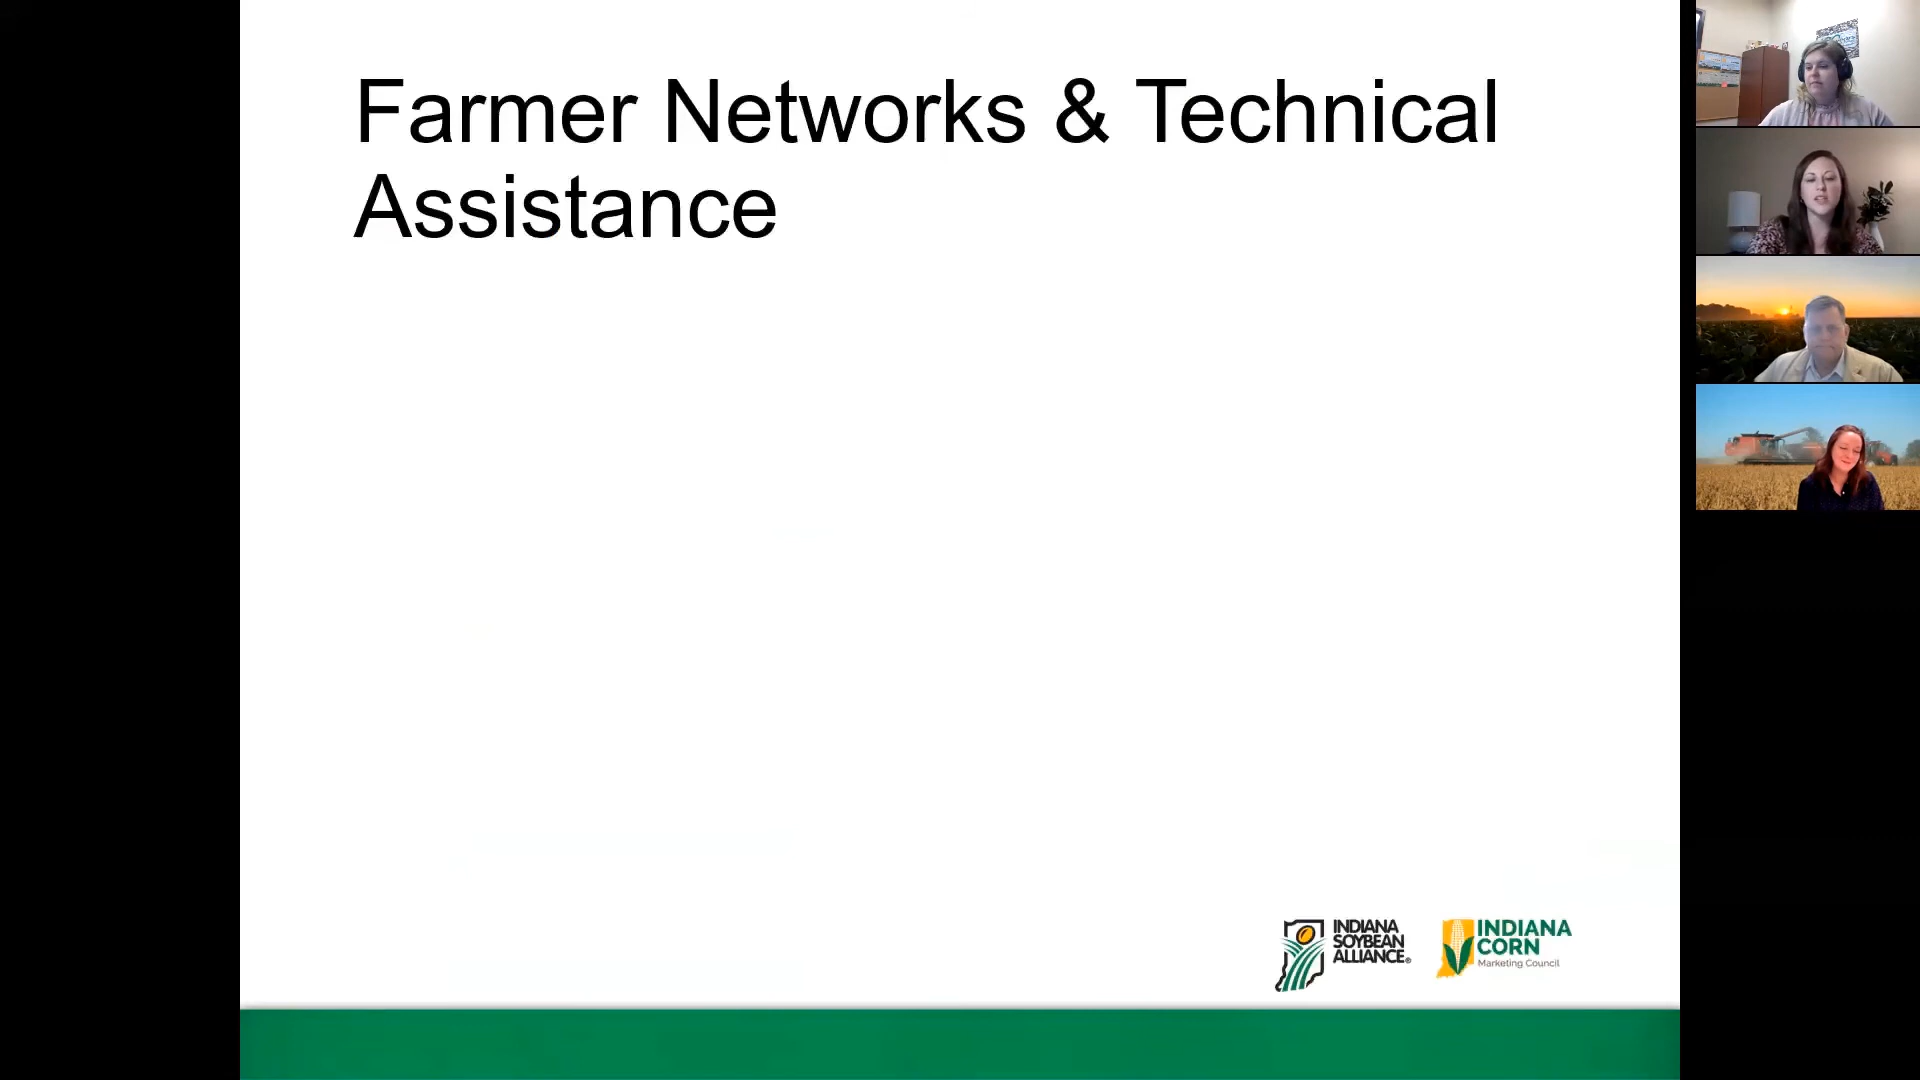 Farmer Networks & Technical
Assistance
INDIANA
SOYBEAN
ALLIANCE®
INDIANA
CORN
Marketing Council